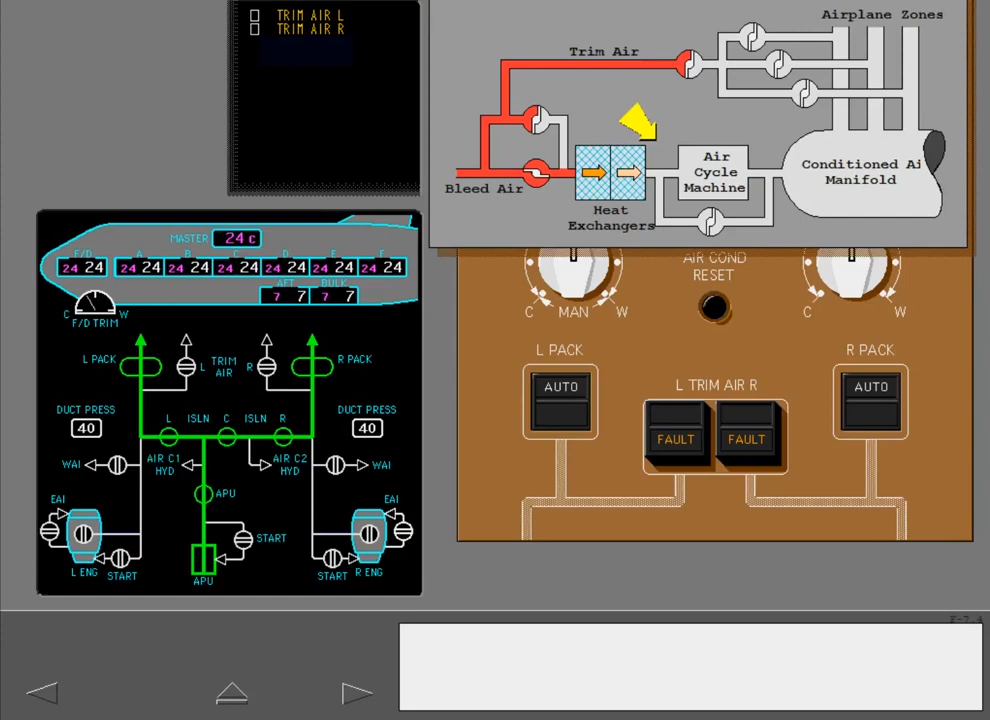 TRIM AIR L
TRIM AIR R
Airplane Zones
Trim Air
Bleed Air
Heat
Exchangers
Air
Cycle
Machine
Conditioned Ai
Manifold
MASTER 24 C
F/D A B C D E F
24 24 24 24 24 24 24 24 24 24 24 24 24 24
AFT BULK
7 7 7 7
C W
F/D TRIM
L PACK L TRIM AIR R R PACK
DUCT PRESS
40
L ISLN C ISLN R
DUCT PRESS
40
WAI
AIR C1
HYD
AIR C2
HYD
WAI
APU
EAI
START
EAI
L ENG START
APU
START R ENG
AIR COND
RESET
C MAN W
C W
L PACK
R PACK
AUTO
L TRIM AIR R
AUTO
FAULT FAULT
F-7.4